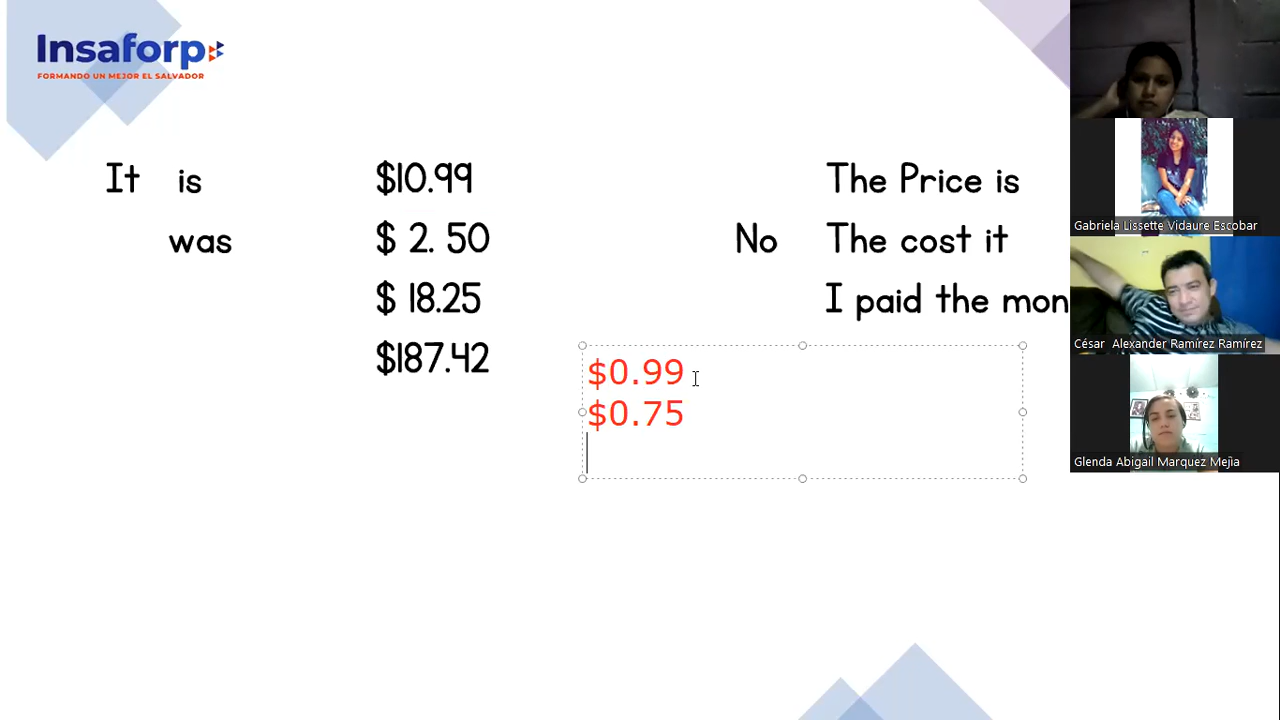 Insaforp
FORMANDO UN MEJOR EL SALVADOR
It is $10.99 The Price is
was $ 2. 50 No The cost it
$ 18.25 I paid the mon
$187.42
$0.99
$0.75
Gabriela Lissette Vidaure Escobar
César Alexander Ramírez Ramírez
Glenda Abigail Marquez Mejìa